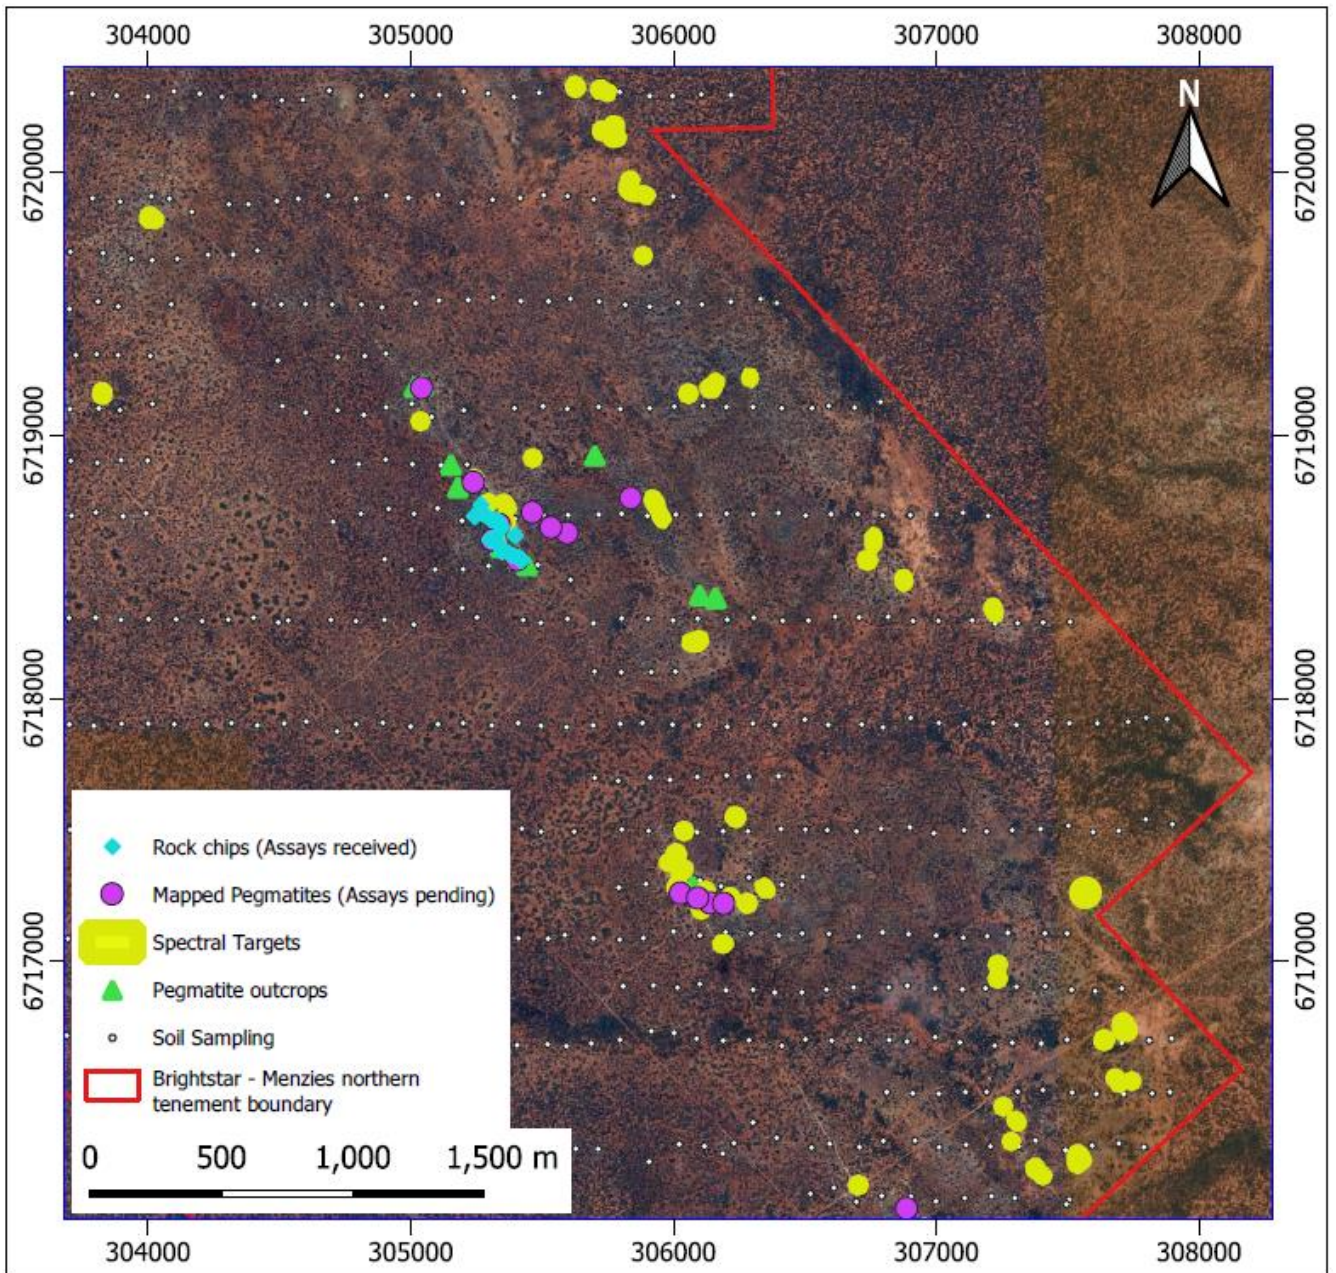 304000 305000 306000 307000 308000
N
6720000 6720000
6719000 6719000
6718000 6718000
6717000 6717000
Rock chips (Assays received)
Mapped Pegmatites (Assays pending)
Spectral Targets
Pegmatite outcrops
Soil Sampling
Brightstar - Menzies northern
tenement boundary
0 500 1,000 1,500 m
304000 305000 306000 307000 308000